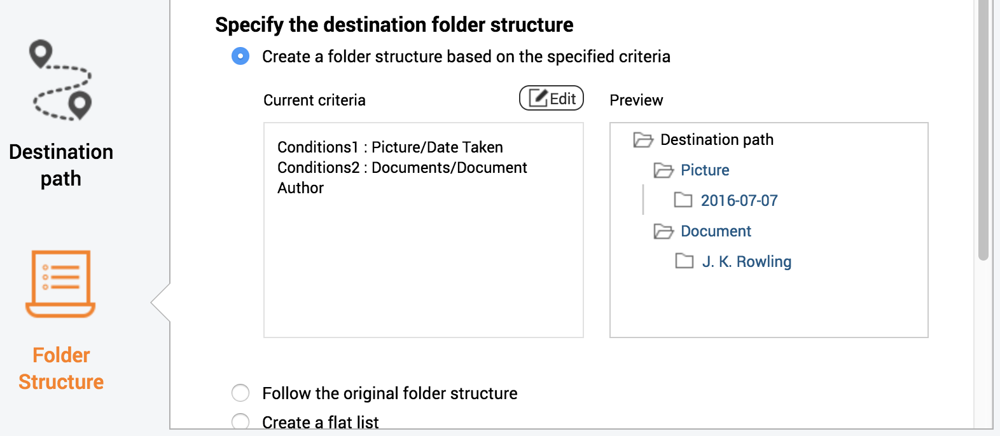 Destination
path
Folder
Structure
Specify the destination folder structure
Create a folder structure based on the specified criteria
Current criteria
Edit
Preview
Conditions1 : Picture/Date Taken
Conditions2 : Documents/Document
Author
Destination path
Picture
2016-07-07
Document
J. K. Rowling
Follow the original folder structure
Create a flat list